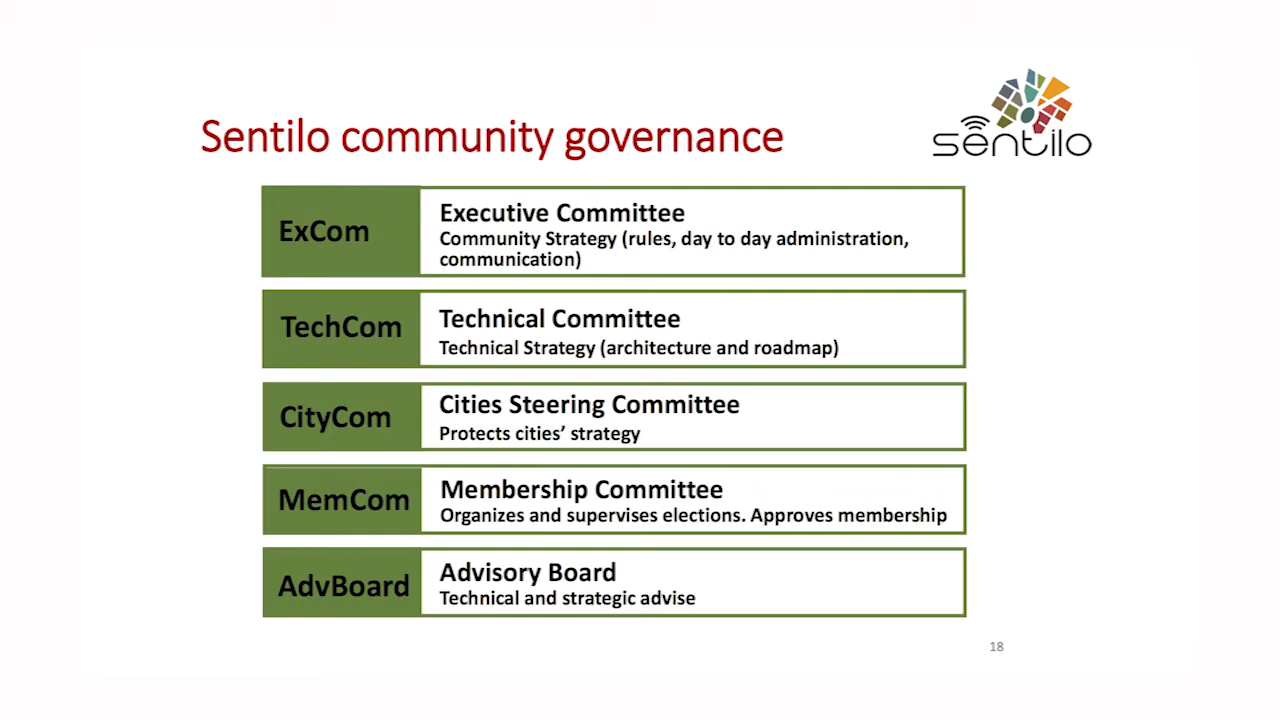 sentilo
Sentilo community governance
ExCom
Executive Committee
Community Strategy (rules, day to day administration,
communication)
TechCom
Technical Committee
Technical Strategy (architecture and roadmap)
CityCom
Cities Steering Committee
Protects cities’ strategy
MemCom
Membership Committee
Organizes and supervises elections. Approves membership
AdvBoard
Advisory Board
Technical and strategic advise
18